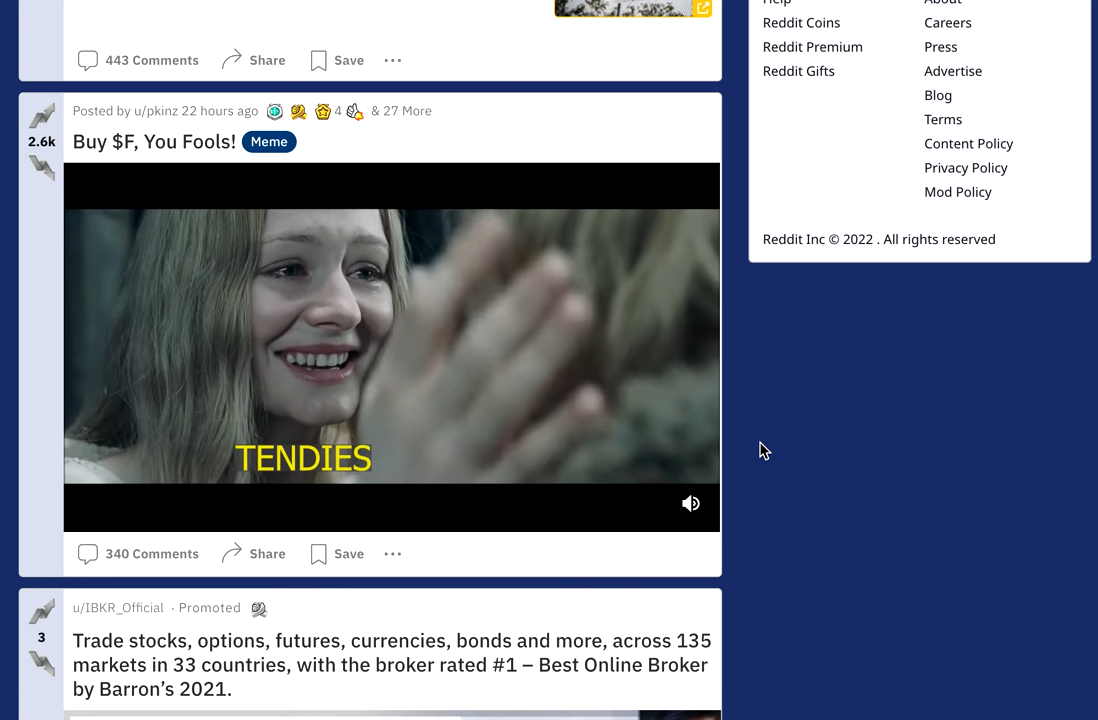 Help
About
Reddit Coins
Careers
Reddit Premium
Press
Reddit Gifts
Advertise
Blog
Terms
Content Policy
Privacy Policy
Mod Policy
Reddit Inc © 2022 . All rights reserved
443 Comments
Share
Save
Posted by u/pkinz 22 hours ago 4 & 27 More
2.6k
Buy $F, You Fools! Meme
TENDIES
340 Comments
Share
Save
u/IBKR_Official · Promoted
3
Trade stocks, options, futures, currencies, bonds and more, across 135
markets in 33 countries, with the broker rated #1 – Best Online Broker
by Barron’s 2021.